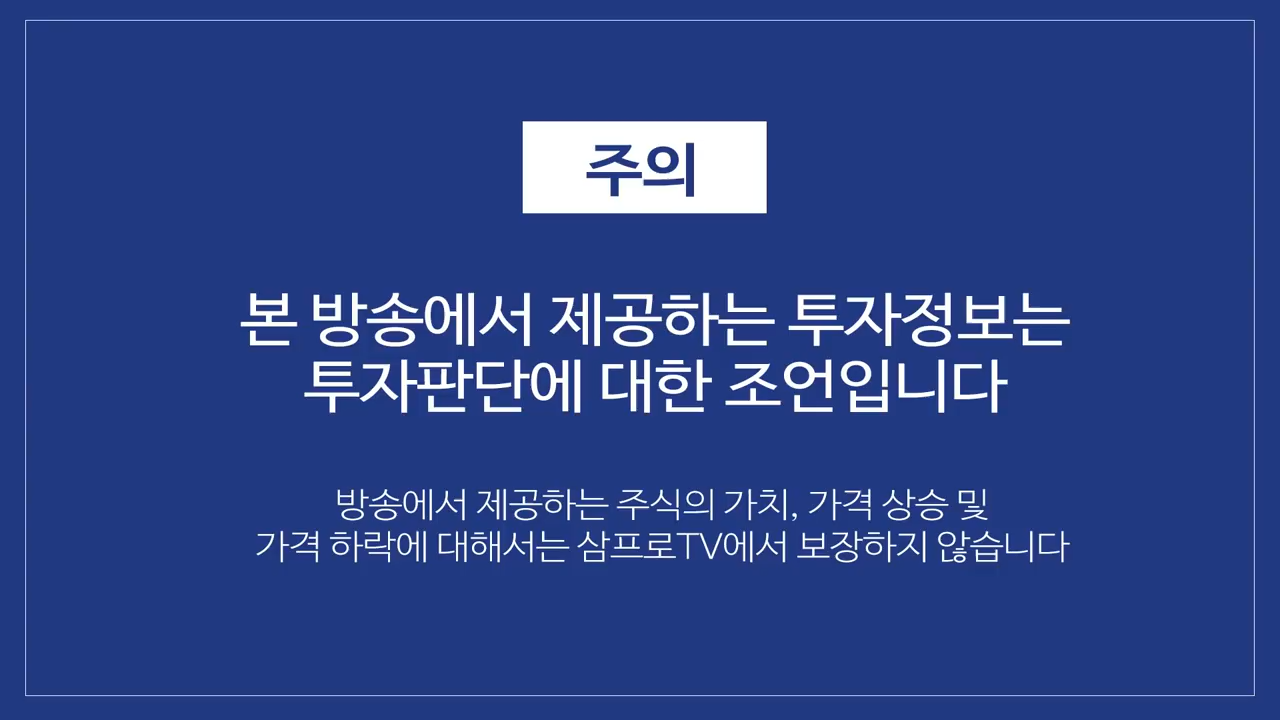 주의
본 방송에서 제공하는 투자정보는
투자판단에 대한 조언입니다
방송에서 제공하는 주식의 가치, 가격 상승 및
가격 하락에 대해서는 삼프로TV에서 보장하지 않습니다